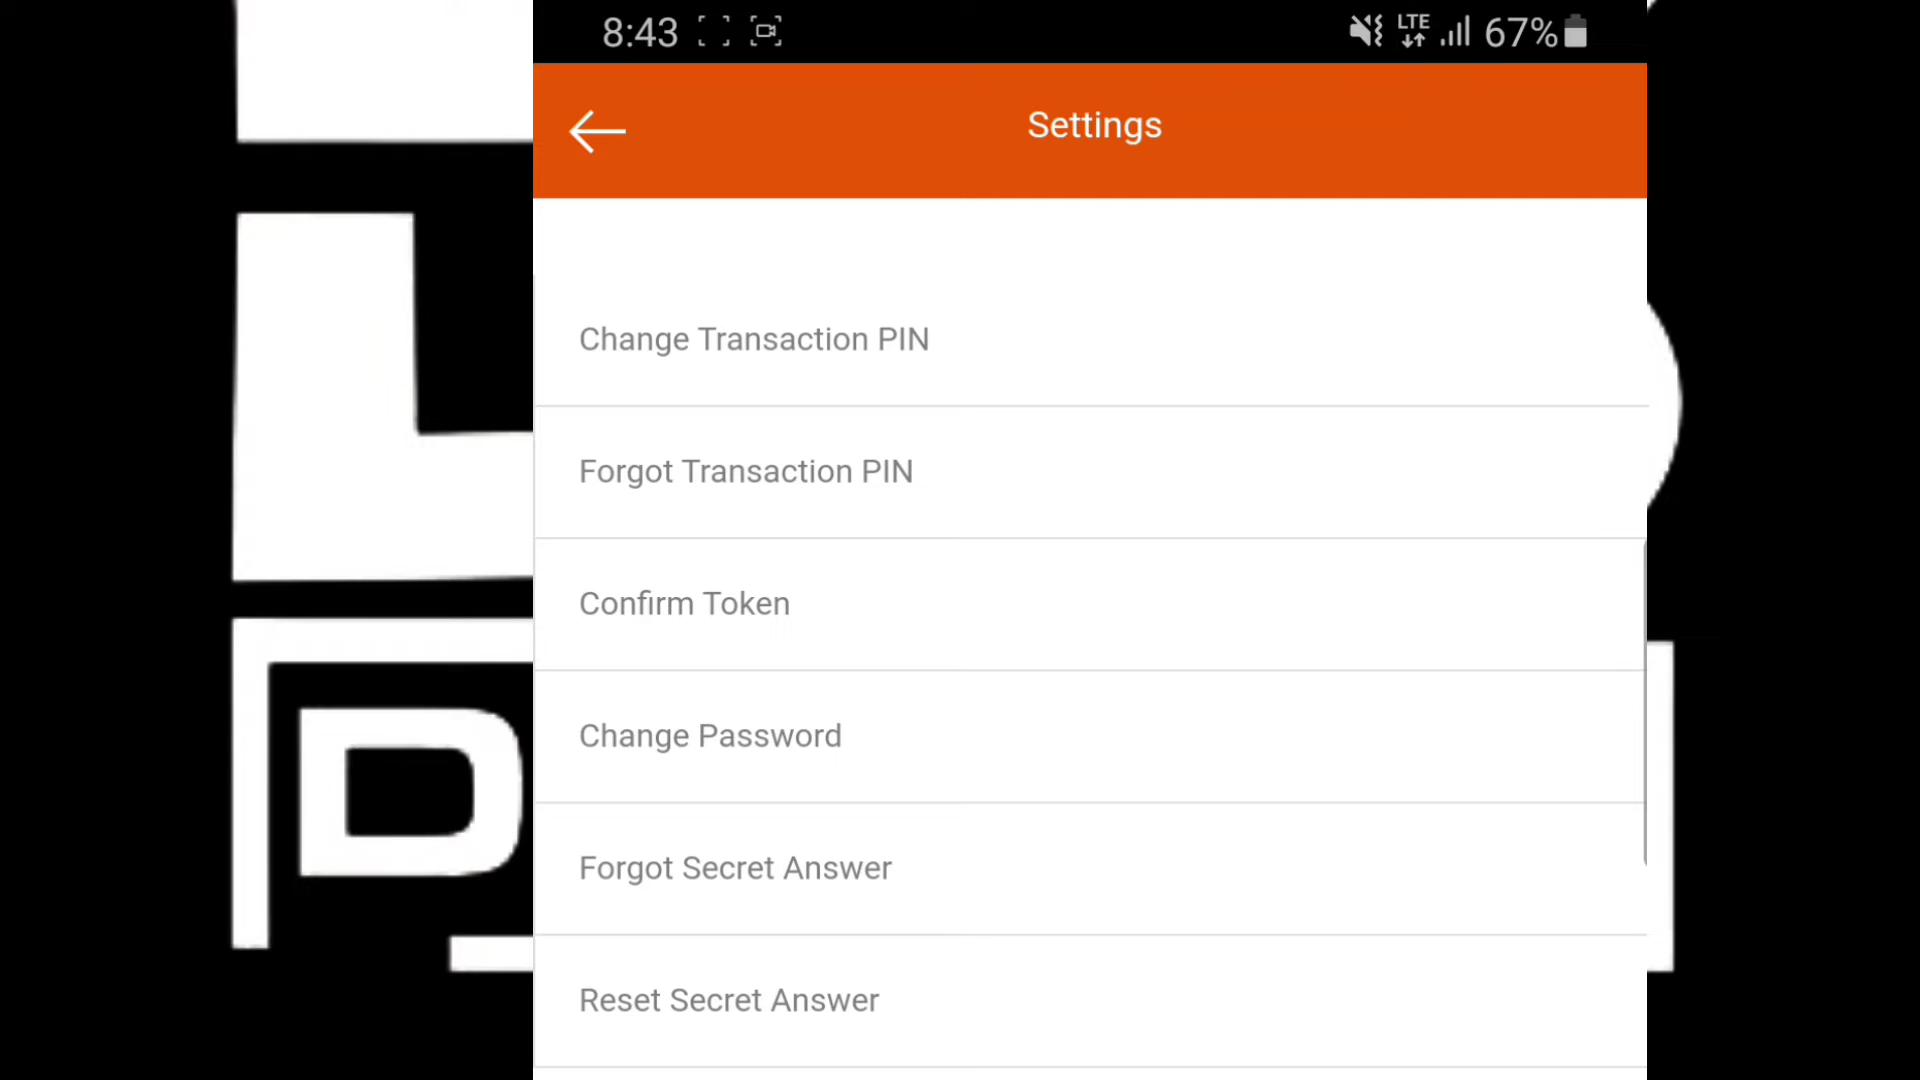 8:43
LTE
67%
Settings
Change Transaction PIN
Forgot Transaction PIN
Confirm Token
Change Password
Forgot Secret Answer
Reset Secret Answer